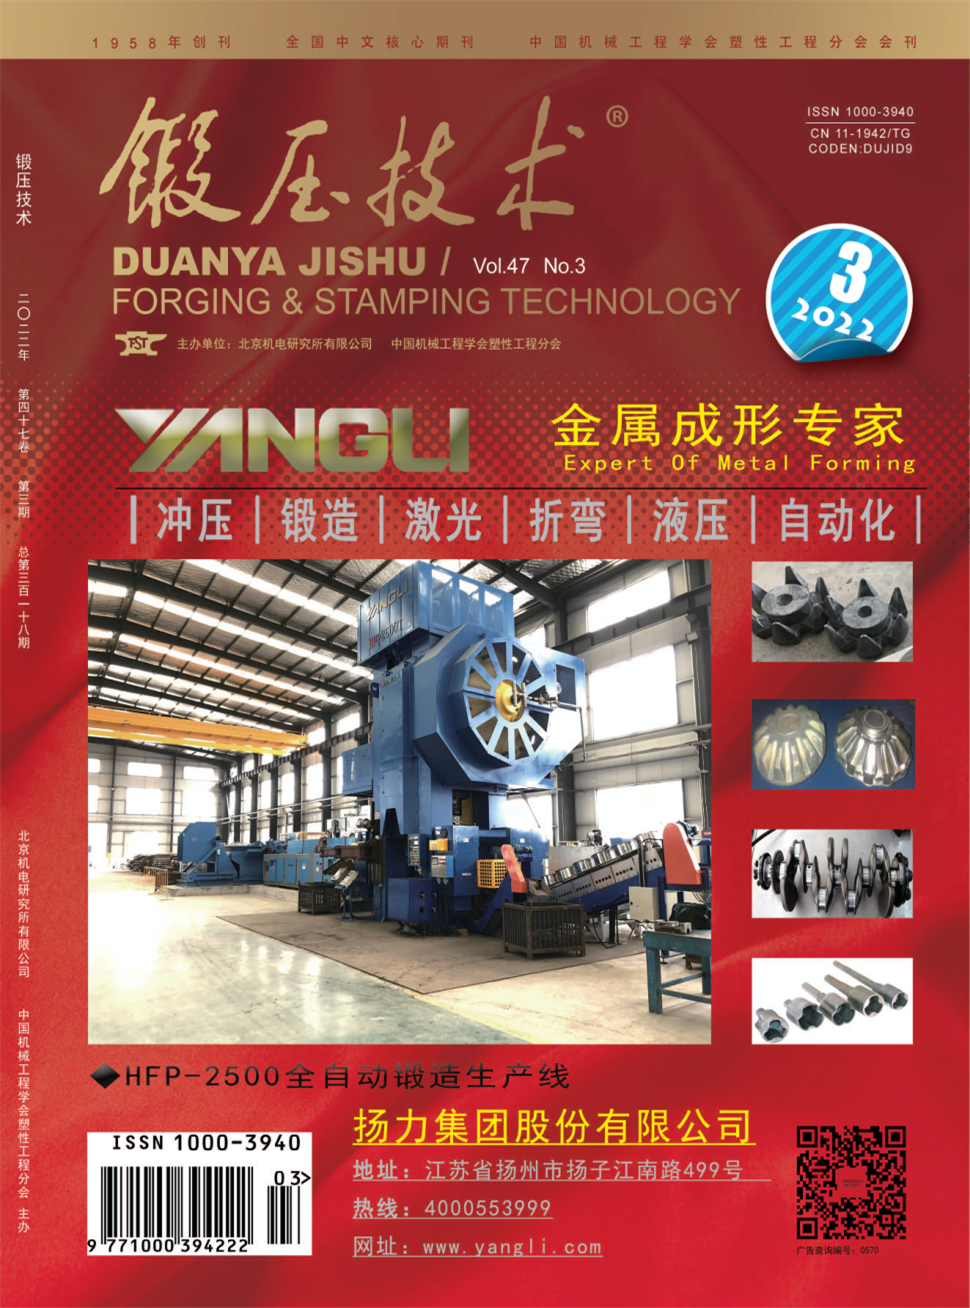 1958年创刊 全国中文核心期刊 中国机械工程学会塑性工程分会会刊
锻压技术®
ISSN 1000-3940
CN 11-1942/TG
CODEN:DUJID9
DUANYA JISHU / Vol.47 No.3
FORGING & STAMPING TECHNOLOGY
3
2022
FST 主办单位：北京机电研究所有限公司 中国机械工程学会塑性工程分会
锻压技术 二〇二二年 第四十七卷 第三期 总第三百一十八期 北京机电研究所有限公司 中国机械工程学会塑性工程分会 主办
YANGLI
金属成形专家
Expert Of Metal Forming
|冲压|锻造|激光|折弯|液压|自动化|
YANGLI
◆HFP-2500全自动锻造生产线
扬力集团股份有限公司
地址：江苏省扬州市扬子江南路499号
热线：4000553999
网址：www.yangli.com
ISSN 1000-3940
03>
9 771000 394222
广告查询编号：0570